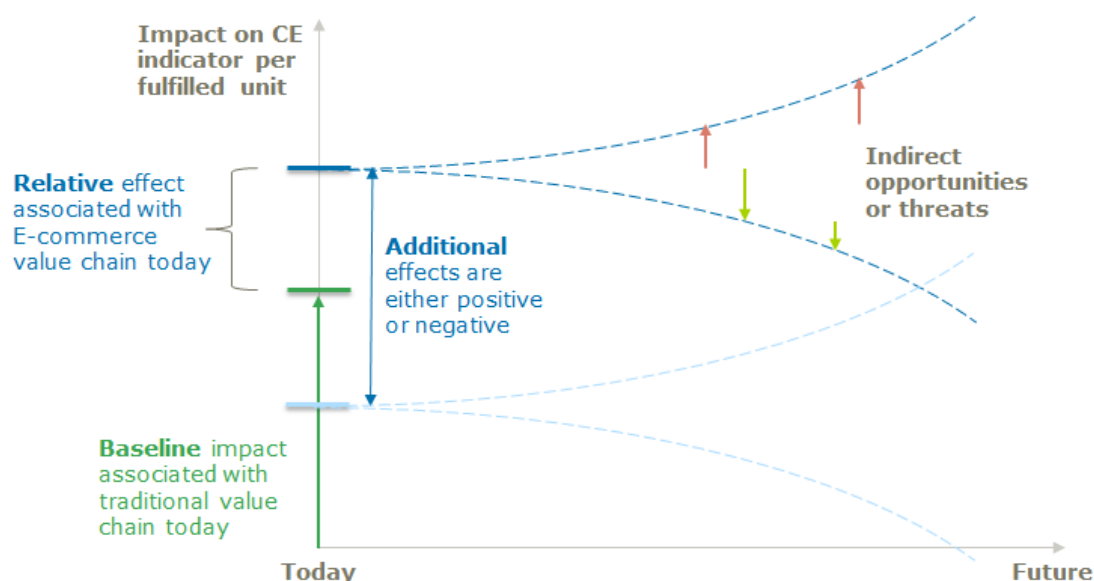 Impact on CE
indicator per
fulfilled unit
Relative effect
associated with
E-commerce
value chain today
Additional
effects are
either positive
or negative
Indirect
opportunities
or threats
Baseline impact
associated with
traditional value
chain today
Today
Future